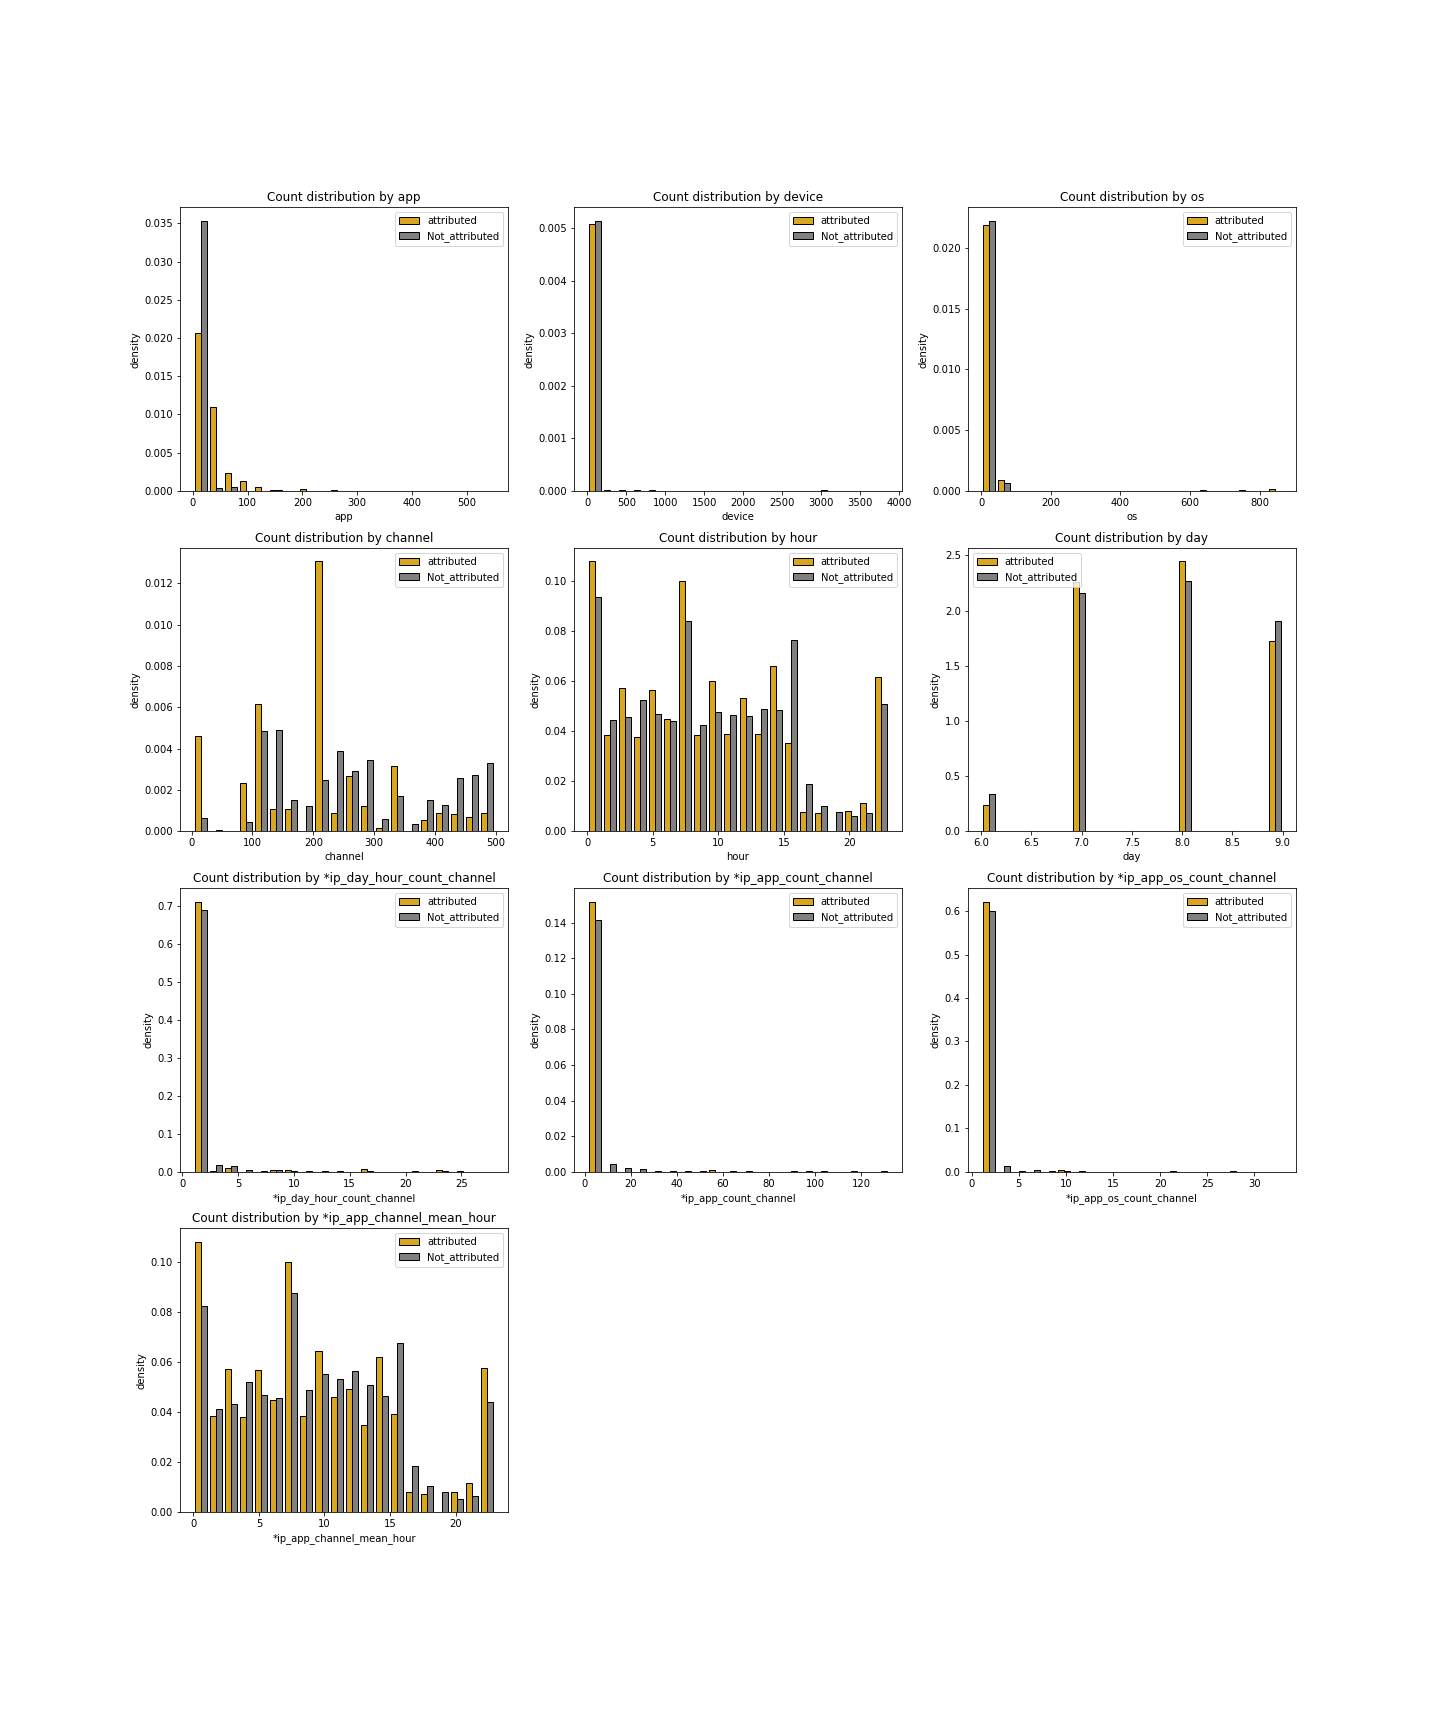 Count distribution by app
attributed
Not_attributed
0.035
0.030
0.025
0.020
0.015
0.010
0.005
0.000
density
0 100 200 300 400 500
app
Count distribution by device
attributed
Not_attributed
0.005
0.004
0.003
0.002
0.001
0.000
density
0 500 1000 1500 2000 2500 3000 3500 4000
device
Count distribution by os
attributed
Not_attributed
0.020
0.015
0.010
0.005
0.000
density
0 200 400 600 800
os
Count distribution by channel
attributed
Not_attributed
0.012
0.010
0.008
0.006
0.004
0.002
0.000
density
0 100 200 300 400 500
channel
Count distribution by hour
attributed
Not_attributed
0.10
0.08
0.06
0.04
0.02
0.00
density
0 5 10 15 20
hour
Count distribution by day
attributed
Not_attributed
2.5
2.0
1.5
1.0
0.5
0.0
density
6.0 6.5 7.0 7.5 8.0 8.5 9.0
day
Count distribution by *ip_day_hour_count_channel
attributed
Not_attributed
0.7
0.6
0.5
0.4
0.3
0.2
0.1
0.0
density
0 5 10 15 20 25
*ip_day_hour_count_channel
Count distribution by *ip_app_count_channel
attributed
Not_attributed
0.14
0.12
0.10
0.08
0.06
0.04
0.02
0.00
density
0 20 40 60 80 100 120
*ip_app_count_channel
Count distribution by *ip_app_os_count_channel
attributed
Not_attributed
0.6
0.5
0.4
0.3
0.2
0.1
0.0
density
0 5 10 15 20 25 30
*ip_app_os_count_channel
Count distribution by *ip_app_channel_mean_hour
attributed
Not_attributed
0.10
0.08
0.06
0.04
0.02
0.00
density
0 5 10 15 20
*ip_app_channel_mean_hour